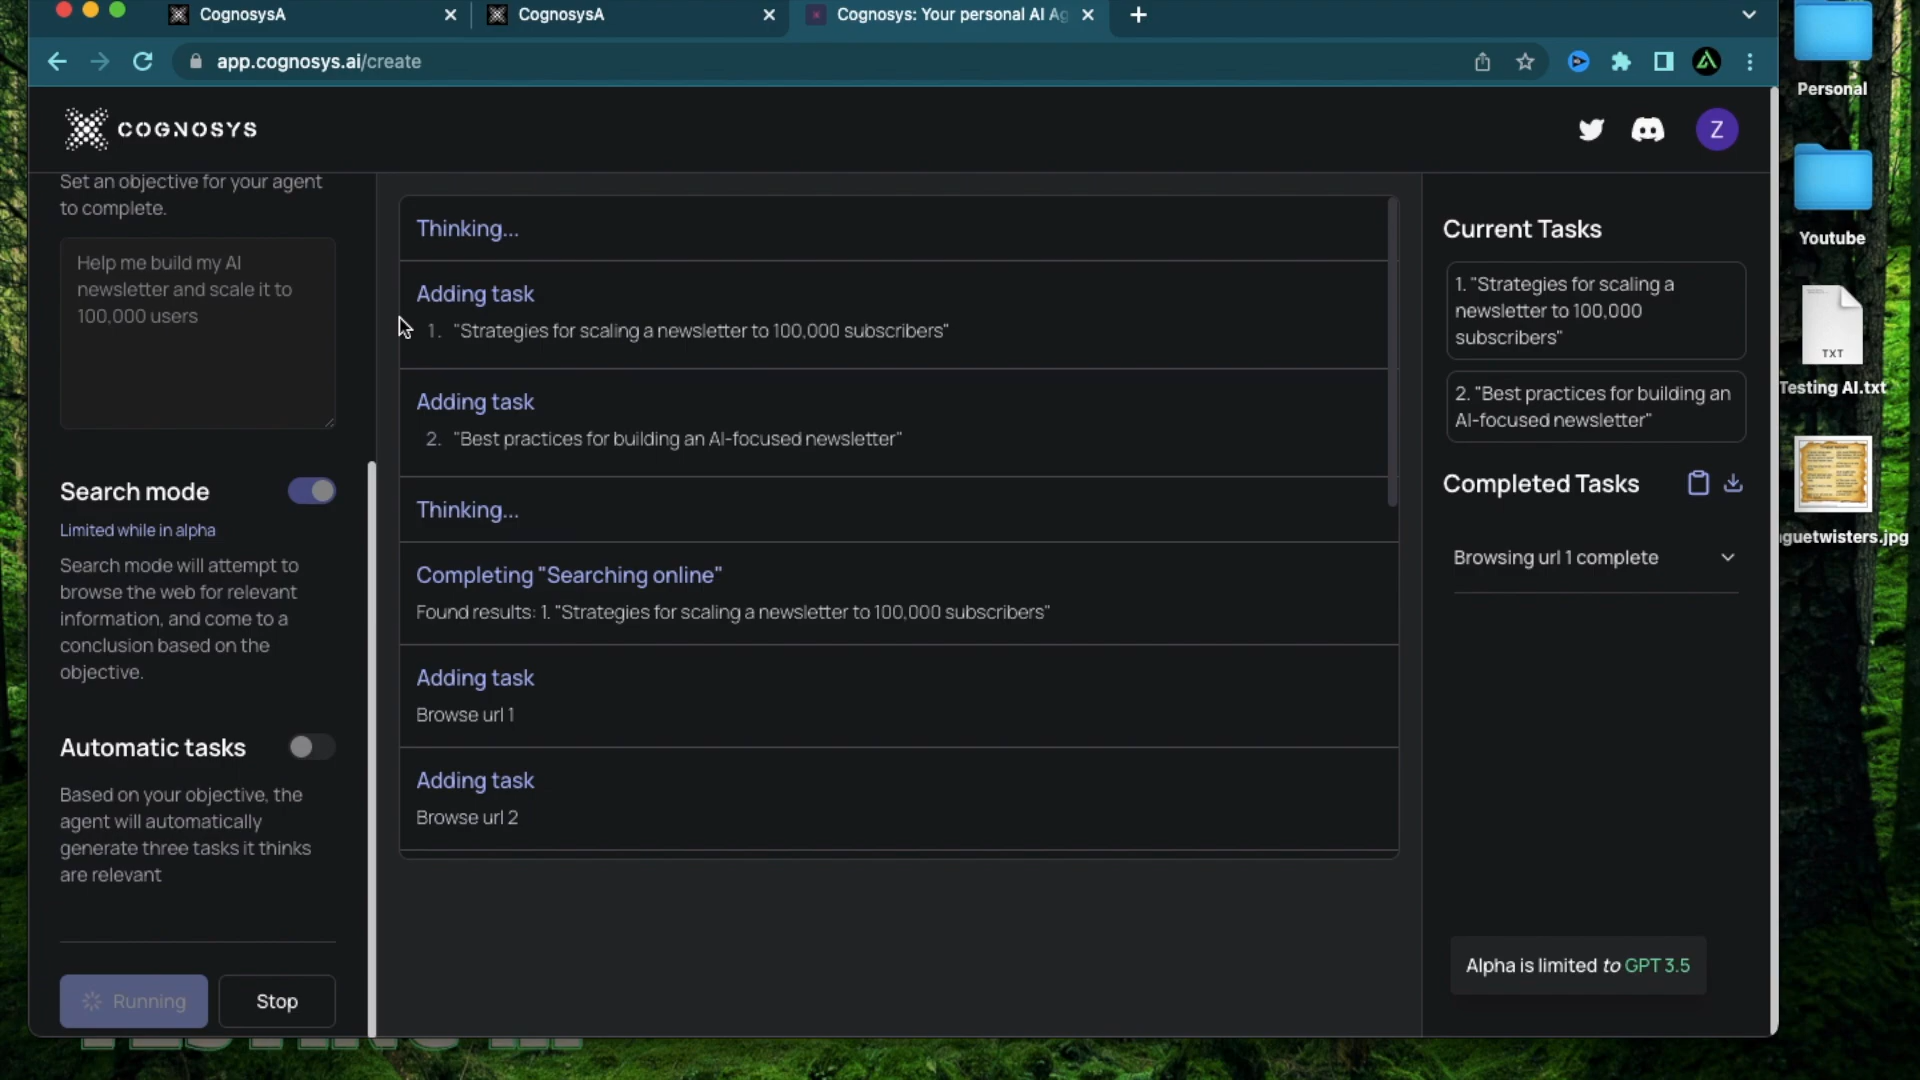 CognosysA
CognosysA
Cognosys: Your personal AI Ag
app.cognosys.ai/create
COGNOSYS
Z
Set an objective for your agent
to complete.
Help me build my AI
newsletter and scale it to
100,000 users
Search mode
Limited while in alpha
Search mode will attempt to
browse the web for relevant
information, and come to a
conclusion based on the
objective.
Automatic tasks
Based on your objective, the
agent will automatically
generate three tasks it thinks
are relevant
Running
Stop
Thinking...
Adding task
1. "Strategies for scaling a newsletter to 100,000 subscribers"
Adding task
2. "Best practices for building an AI-focused newsletter"
Thinking...
Completing "Searching online"
Found results: 1. "Strategies for scaling a newsletter to 100,000 subscribers"
Adding task
Browse url 1
Adding task
Browse url 2
Current Tasks
1. "Strategies for scaling a
newsletter to 100,000
subscribers"
2. "Best practices for building an
AI-focused newsletter"
Completed Tasks
Browsing url 1 complete
Alpha is limited to GPT 3.5
Personal
Youtube
TXT
Testing AI.txt
guetwisters.jpg